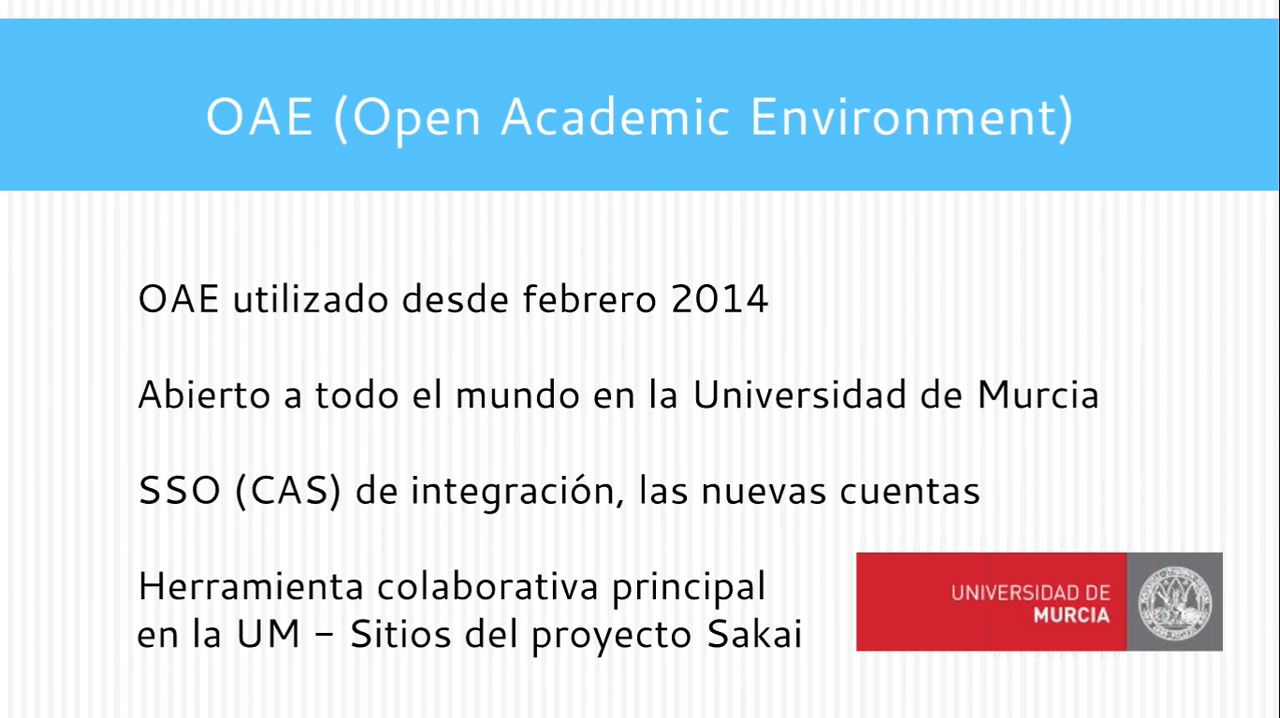 OAE (Open Academic Environment)
OAE utilizado desde febrero 2014
Abierto a todo el mundo en la Universidad de Murcia
SSO (CAS) de integración, las nuevas cuentas
Herramienta colaborativa principal
en la UM - Sitios del proyecto Sakai
UNIVERSIDAD DE
MURCIA